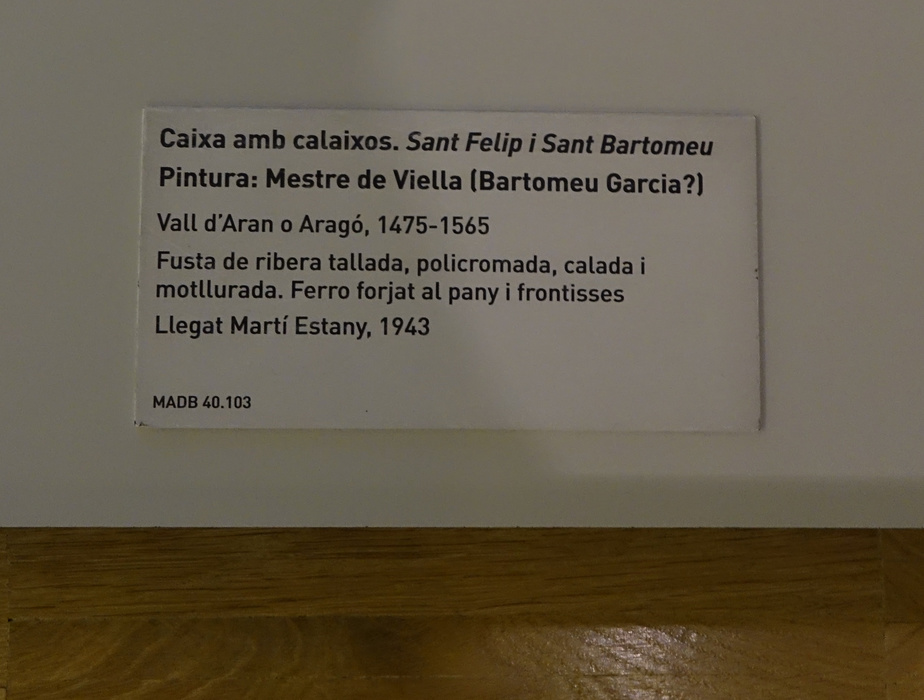 Caixa amb calaixos. Sant Felip i Sant Bartomeu
Pintura: Mestre de Viella (Bartomeu Garcia?)
Vall d'Aran o Aragó, 1475-1565
Fusta de ribera tallada, policromada, calada i
motllurada. Ferro forjat al pany i frontisses
Llegat Martí Estany, 1943
MADB 40.103